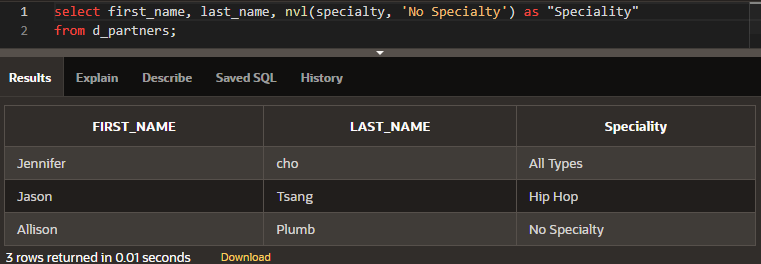 1 select first_name, last_name, nvl(specialty, 'No Specialty') as "Speciality"
2 from d_partners;
Results Explain Describe Saved SQL History
FIRST_NAME LAST_NAME Speciality
Jennifer cho All Types
Jason Tsang Hip Hop
Allison Plumb No Specialty
3 rows returned in 0.01 seconds Download